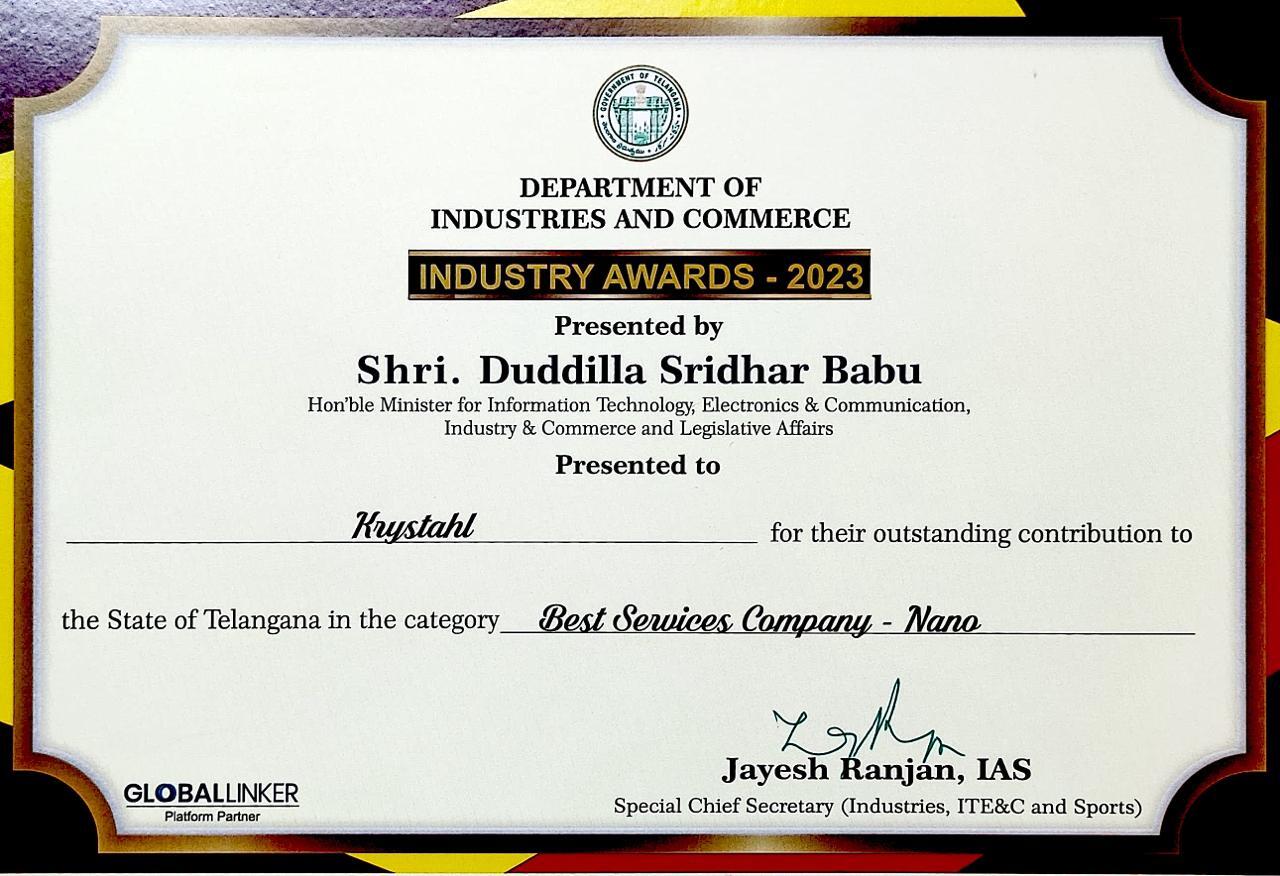 GOVERNMENT OF TELANGANA
DEPARTMENT OF
INDUSTRIES AND COMMERCE
INDUSTRY AWARDS - 2023
Presented by
Shri. Duddilla Sridhar Babu
Hon'ble Minister for Information Technology, Electronics & Communication,
Industry & Commerce and Legislative Affairs
Presented to
Krystahl for their outstanding contribution to
the State of Telangana in the category Best Services Company - Nano
Jayesh Ranjan, IAS
Special Chief Secretary (Industries, ITE&C and Sports)
GLOBALLINKER
Platform Partner